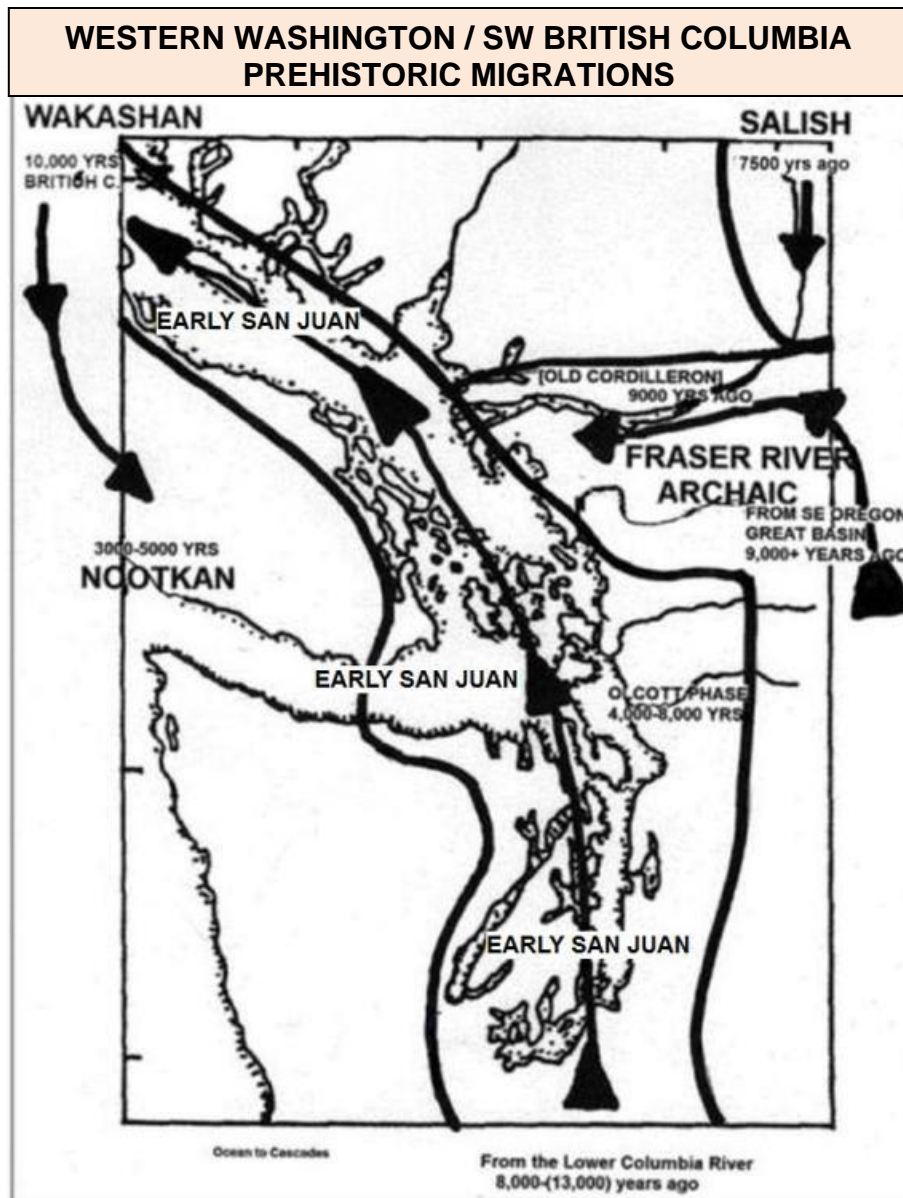 WESTERN WASHINGTON / SW BRITISH COLUMBIA
PREHISTORIC MIGRATIONS
WAKASHAN
SALISH
10,000 YRS
BRITIGH C.
7500 yrs ago
EARLY SAN JUAN
[OLD CORDILLERON]
9000 YRS AGO
FRASER RIVER
ARCHAIC
FROM SE OREGON
GREAT BASIN
9,000+ YEARS AGO
3000-5000 YRS
NOOTKAN
EARLY SAN JUAN
OLCOTT PHASE
4,000-8,000 YRS
EARLY SAN JUAN
Ocean to Cascodes
From the Lower Columbia River
8,000-(13,000) years ago